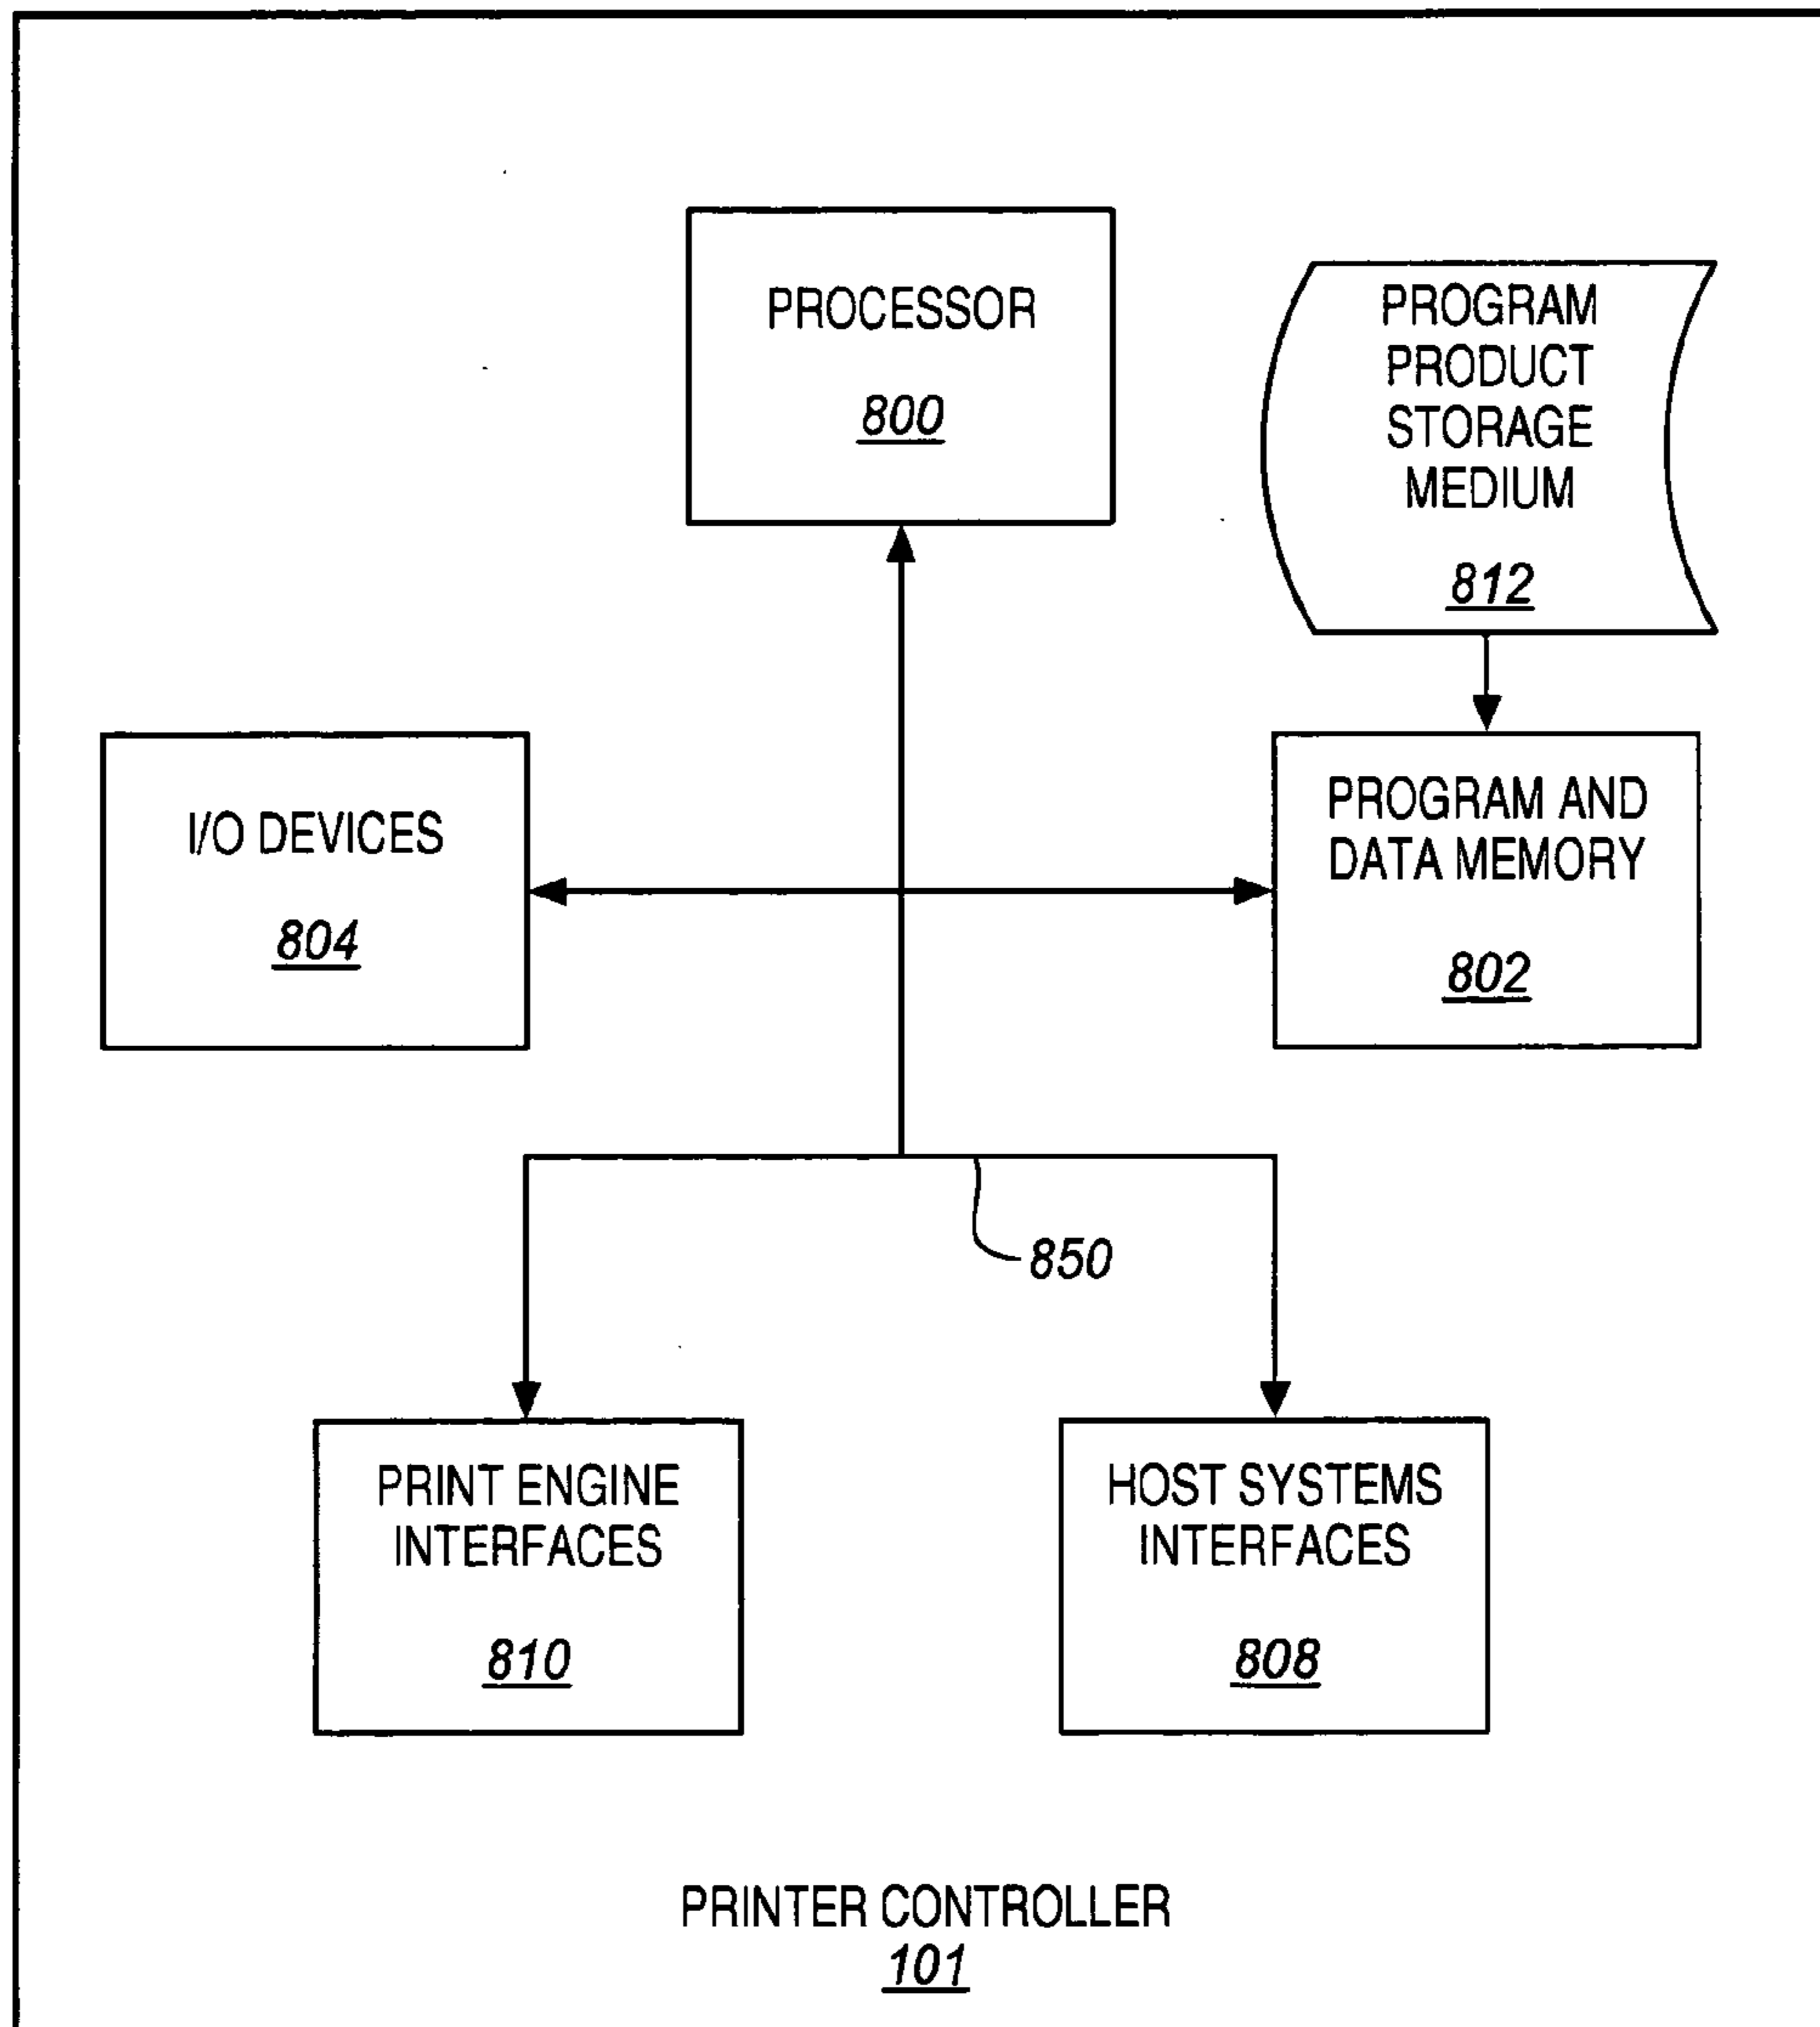 PROCESSOR
800
PROGRAM
PRODUCT
STORAGE
MEDIUM
812
I/O DEVICES
804
PROGRAM AND
DATA MEMORY
802
850
PRINT ENGINE
INTERFACES
810
HOST SYSTEMS
INTERFACES
808
PRINTER CONTROLLER
101